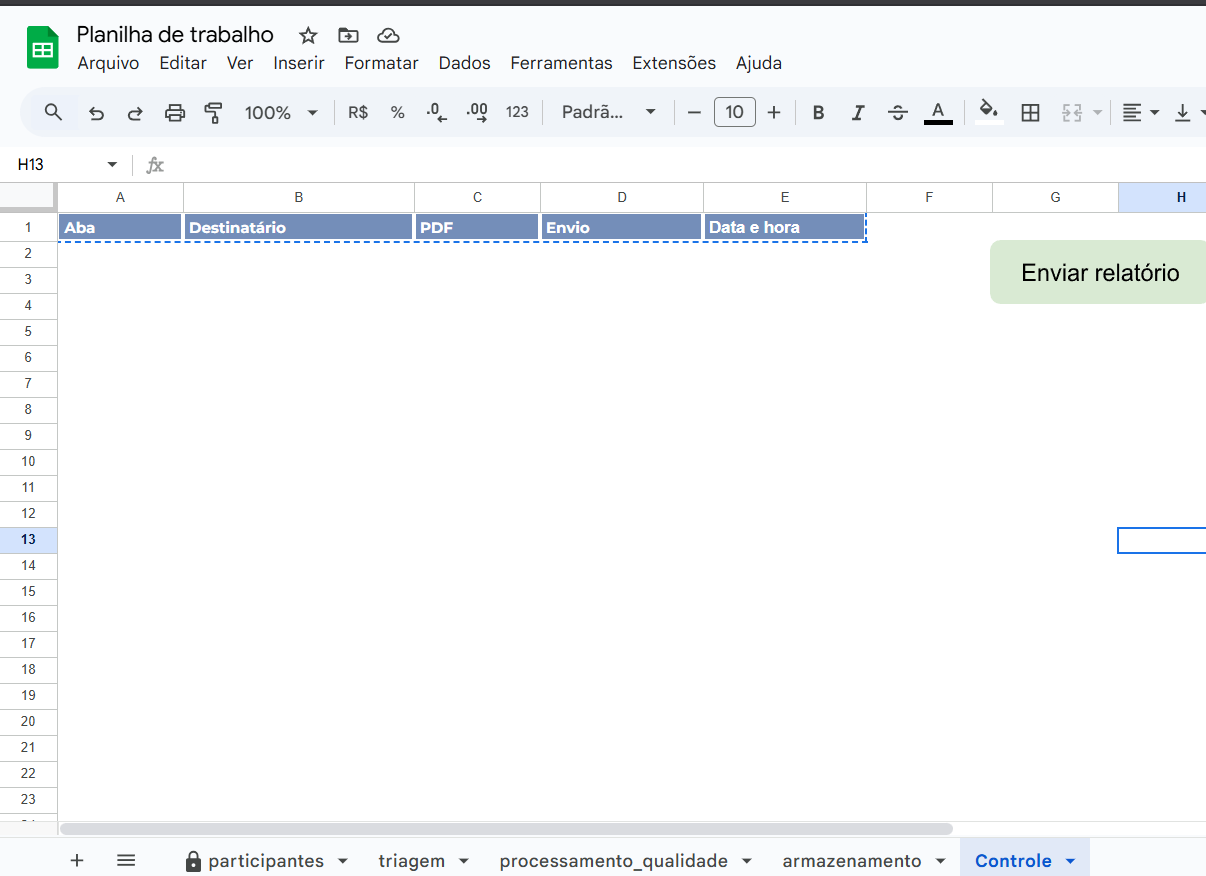 Planilha de trabalho
Arquivo Editar Ver Inserir Formatar Dados Ferramentas Extensões Ajuda
100% R$ % .0 .00 123 Padrã... 10 B I S A
H13 fx
A B C D E F G H
1 Aba Destinatário PDF Envio Data e hora
2
Enviar relatório
3
4
5
6
7
8
9
10
11
12
13
14
15
16
17
18
19
20
21
22
23
participantes triagem processamento_qualidade armazenamento Controle